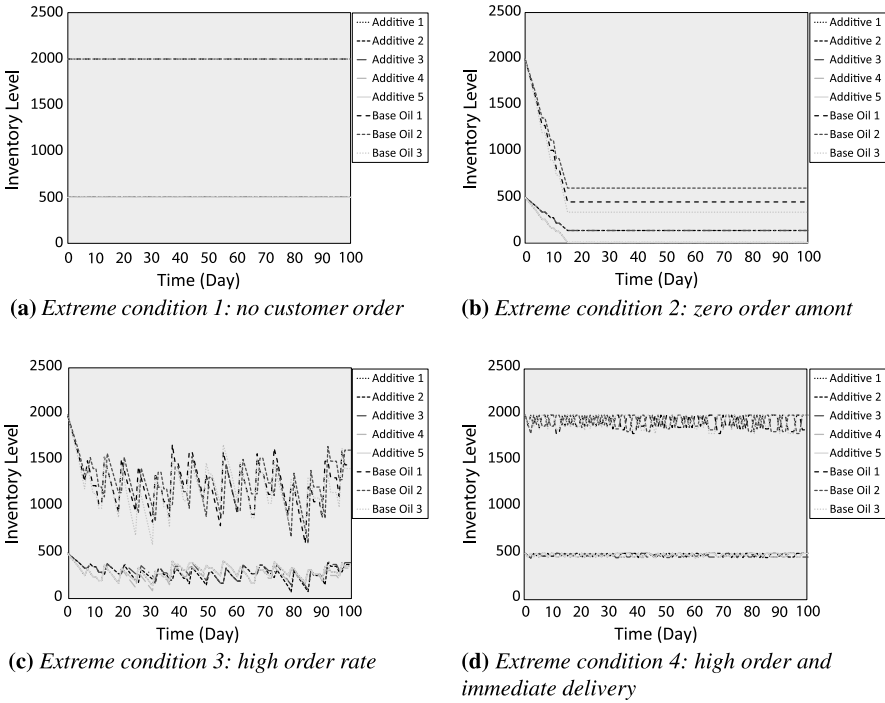 2500
2000
1500
1000
500
0
Inventory Level
0 10 20 30 40 50 60 70 80 90 100
Time (Day)
Additive 1
Additive 2
Additive 3
Additive 4
Additive 5
Base Oil 1
Base Oil 2
Base Oil 3
(a) Extreme condition 1: no customer order
2500
2000
1500
1000
500
0
Inventory Level
0 10 20 30 40 50 60 70 80 90 100
Time (Day)
Additive 1
Additive 2
Additive 3
Additive 4
Additive 5
Base Oil 1
Base Oil 2
Base Oil 3
(b) Extreme condition 2: zero order amont
2500
2000
1500
1000
500
0
Inventory Level
0 10 20 30 40 50 60 70 80 90 100
Time (Day)
Additive 1
Additive 2
Additive 3
Additive 4
Additive 5
Base Oil 1
Base Oil 2
Base Oil 3
(c) Extreme condition 3: high order rate
2500
2000
1500
1000
500
0
Inventory Level
0 10 20 30 40 50 60 70 80 90 100
Time (Day)
Additive 1
Additive 2
Additive 3
Additive 4
Additive 5
Base Oil 1
Base Oil 2
Base Oil 3
(d) Extreme condition 4: high order and
immediate delivery